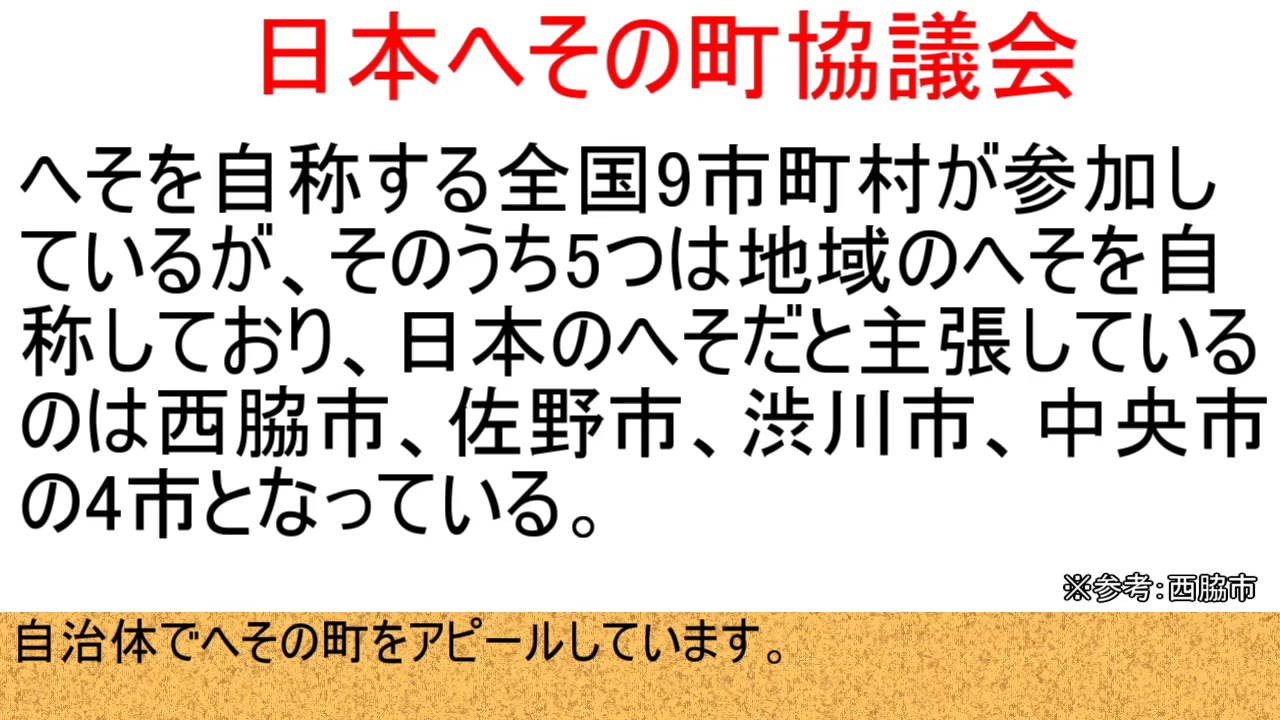 日本へその町協議会
へそを自称する全国9市町村が参加し
ているが、そのうち5つは地域のへそを自
称しており、日本のへそだと主張している
のは西脇市、佐野市、渋川市、中央市
の4市となっている。
※参考：西脇市
自治体でへその町をアピールしています。